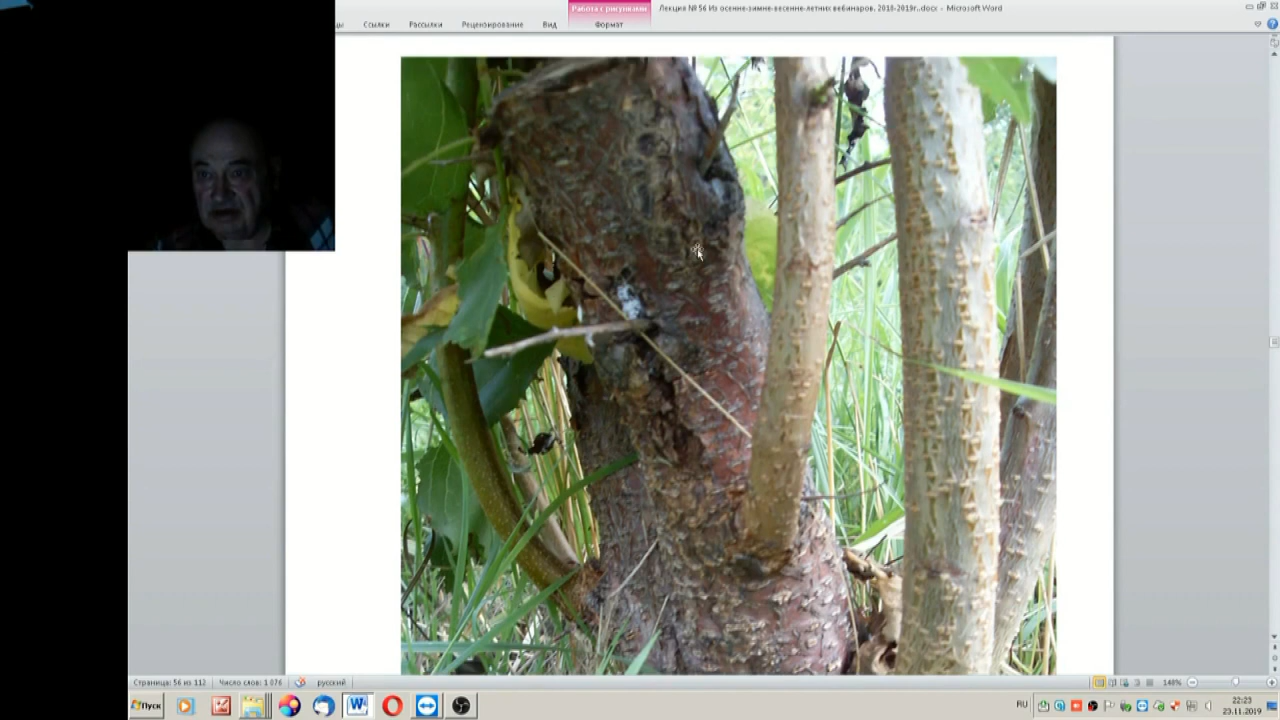 Работа с рисунками
Лекция № 56 Из осенне-зимне-весенне-летних вебинаров. 2018-2019г..docx - Microsoft Word
Ссылки
Рассылки
Рецензирование
Вид
Формат
Страница: 56 из 112
Число слов: 1 076
русский
148%
Пуск
RU
22:23
23.11.2019